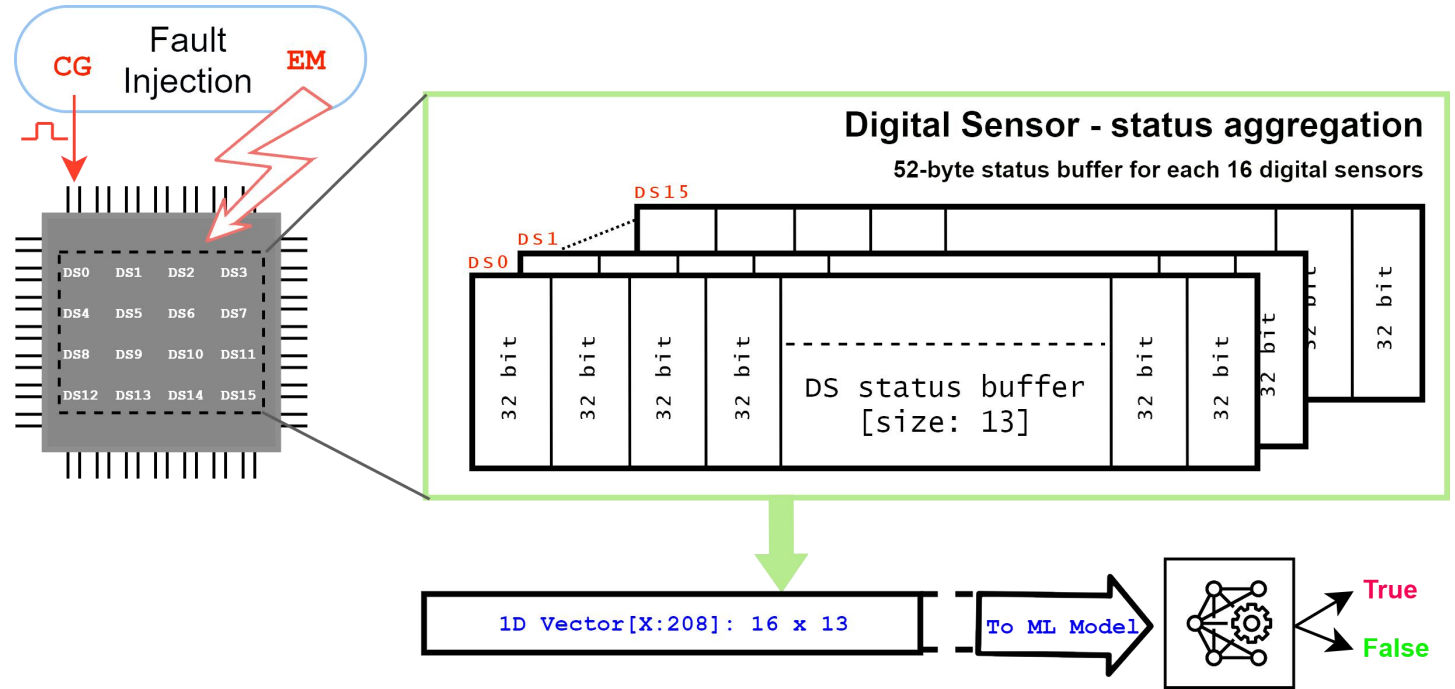 Fault
Injection
CG
EM
DS0 DS1 DS2 DS3
DS4 DS5 DS6 DS7
DS8 DS9 DS10 DS11
DS12 DS13 DS14 DS15
Digital Sensor - status aggregation
52-byte status buffer for each 16 digital sensors
DS15
DS1
DS0
32 bit
32 bit
32 bit
32 bit
DS status buffer
[size: 13]
32 bit
32 bit
32 bit
32 bit
32 bit
1D Vector[X:208]: 16 x 13
To ML Model
True
False